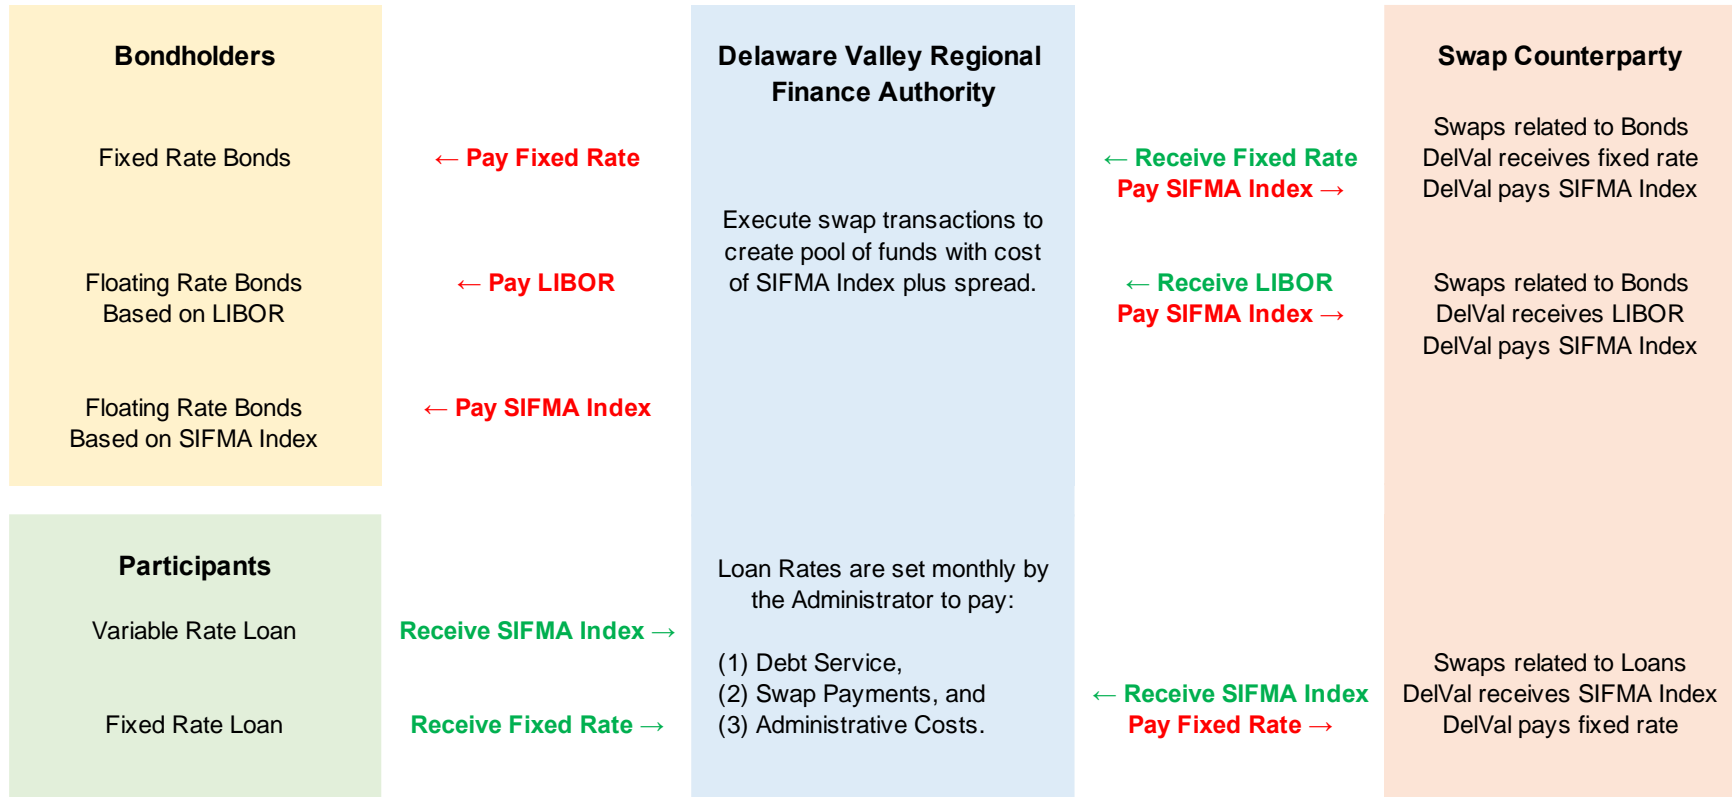 Bondholders
Fixed Rate Bonds
Floating Rate Bonds
Based on LIBOR
Floating Rate Bonds
Based on SIFMA Index
← Pay Fixed Rate
← Pay LIBOR
← Pay SIFMA Index
Delaware Valley Regional
Finance Authority
Execute swap transactions to
create pool of funds with cost
of SIFMA Index plus spread.
← Receive Fixed Rate
Pay SIFMA Index →
← Receive LIBOR
Pay SIFMA Index →
Swap Counterparty
Swaps related to Bonds
DelVal receives fixed rate
DelVal pays SIFMA Index
Swaps related to Bonds
DelVal receives LIBOR
DelVal pays SIFMA Index
Participants
Variable Rate Loan
Fixed Rate Loan
Receive SIFMA Index →
Receive Fixed Rate →
Loan Rates are set monthly by
the Administrator to pay:
(1) Debt Service,
(2) Swap Payments, and
(3) Administrative Costs.
← Receive SIFMA Index
Pay Fixed Rate →
Swaps related to Loans
DelVal receives SIFMA Index
DelVal pays fixed rate